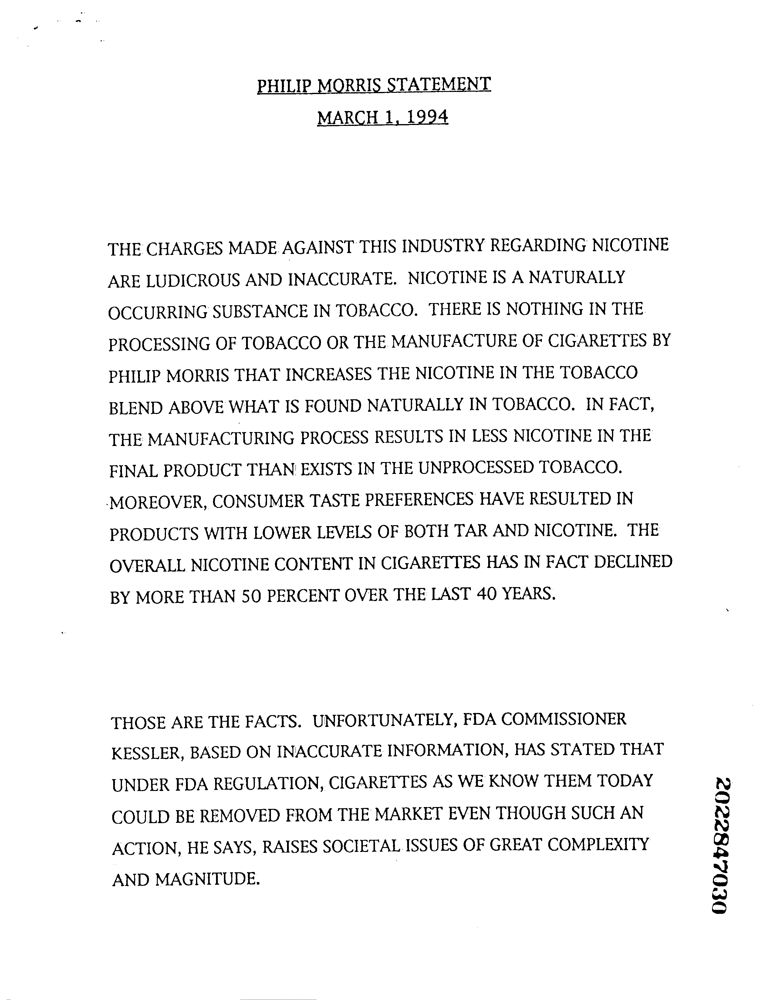 PHILIP MORRIS STATEMENT
MARCH 1, 1994
THE CHARGES MADE AGAINST THIS INDUSTRY REGARDING NICOTINE
ARE LUDICROUS AND INACCURATE. NICOTINE IS A NATURALLY
OCCURRING SUBSTANCE IN TOBACCO. THERE IS NOTHING IN THE
PROCESSING OF TOBACCO OR THE MANUFACTURE OF CIGARETTES BY
PHILIP MORRIS THAT INCREASES THE NICOTINE IN THE TOBACCO
BLEND ABOVE WHAT IS FOUND NATURALLY IN TOBACCO. IN FACT,
THE MANUFACTURING PROCESS RESULTS IN LESS NICOTINE IN THE
FINAL PRODUCT THAN EXISTS IN THE UNPROCESSED TOBACCO.
MOREOVER, CONSUMER TASTE PREFERENCES HAVE RESULTED IN
PRODUCTS WITH LOWER LEVELS OF BOTH TAR AND NICOTINE. THE
OVERALL NICOTINE CONTENT IN CIGARETTES HAS IN FACT DECLINED
BY MORE THAN 50 PERCENT OVER THE LAST 40 YEARS.
THOSE ARE THE FACTS. UNFORTUNATELY, FDA COMMISSIONER
KESSLER, BASED ON INACCURATE INFORMATION, HAS STATED THAT
UNDER FDA REGULATION, CIGARETTES AS WE KNOW THEM TODAY
COULD BE REMOVED FROM THE MARKET EVEN THOUGH SUCH AN
ACTION, HE SAYS, RAISES SOCIETAL ISSUES OF GREAT COMPLEXITY
AND MAGNITUDE.
2022847030